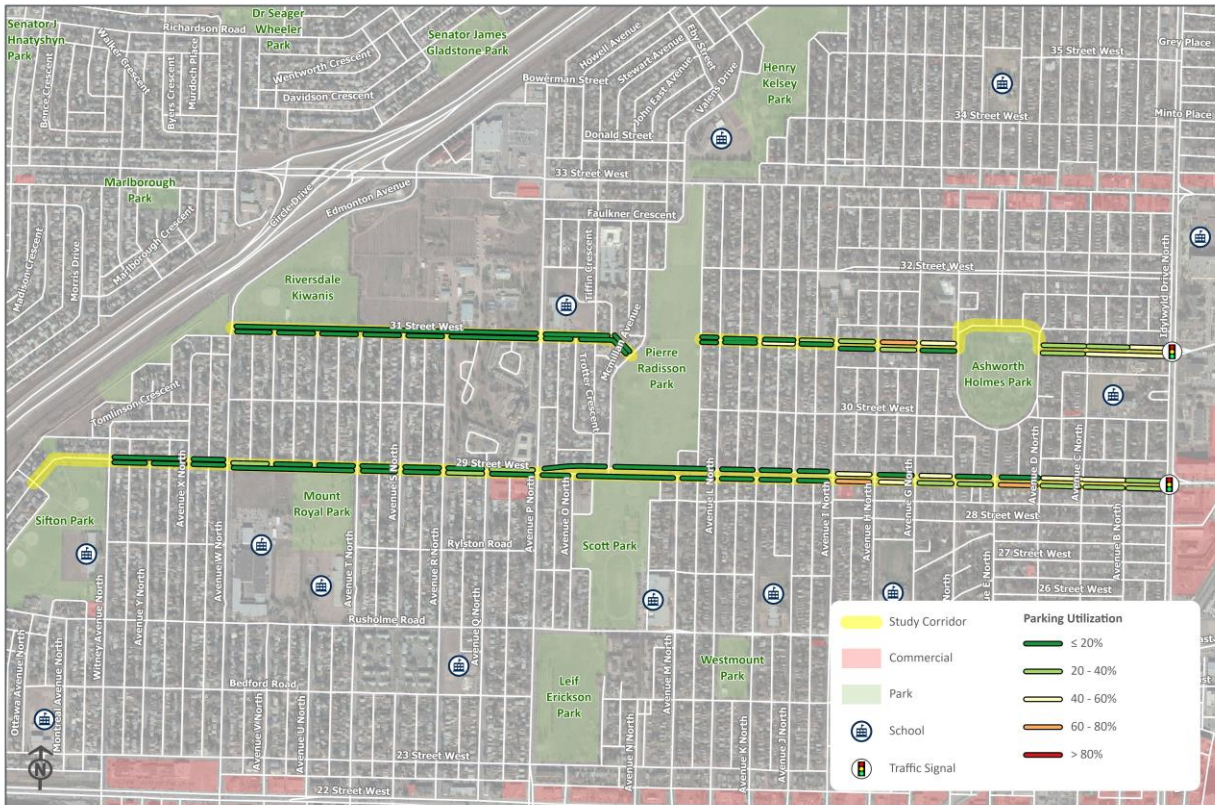 Senator J
Hnatyshyn
Park
Dr Seager
Wheeler
Park
Senator James
Gladstone Park
Henry
Kelsey
Park
Richardson Road
Walker Crescent
Bence Crescent
Byers Crescent
Murdoch Place
Wentworth Crescent
Davidson Crescent
Howell Avenue
Stewart Avenue
Eby Street
John East Avenue
Valens Drive
Bowerman Street
Donald Street
35 Street West
Grey Place
34 Street West
Minto Place
33 Street West
Marlborough
Park
Marlborough Crescent
Morris Drive
Madison Crescent
Circle Drive
Edmonton Avenue
Faulkner Crescent
Tiffin Crescent
32 Street West
Idylwyld Drive North
Riversdale
Kiwanis
31 Street West
Mcmillan Avenue
Pierre
Radisson
Park
Ashworth
Holmes Park
Trotter Crescent
Tomlinson Crescent
30 Street West
29 Street West
Avenue X North
Avenue S North
Avenue L North
Avenue G North
Avenue D North
Avenue C North
Sifton Park
Mount
Royal Park
Avenue W North
Avenue P North
Avenue O North
Avenue I North
Avenue H North
28 Street West
Avenue B North
Rylston Road
Scott Park
27 Street West
26 Street West
Avenue T North
Avenue R North
Avenue Y North
Witney Avenue North
Rusholme Road
Avenue Q North
Bedford Road
Leif
Erickson
Park
Westmount
Park
Avenue M North
Ottawa Avenue North
Montreal Avenue North
Avenue V North
Avenue U North
Avenue N North
Avenue K North
Avenue J North
23 Street West
22 Street West
N
Study Corridor
Commercial
Park
School
Traffic Signal
Parking Utilization
≤ 20%
20 - 40%
40 - 60%
60 - 80%
> 80%